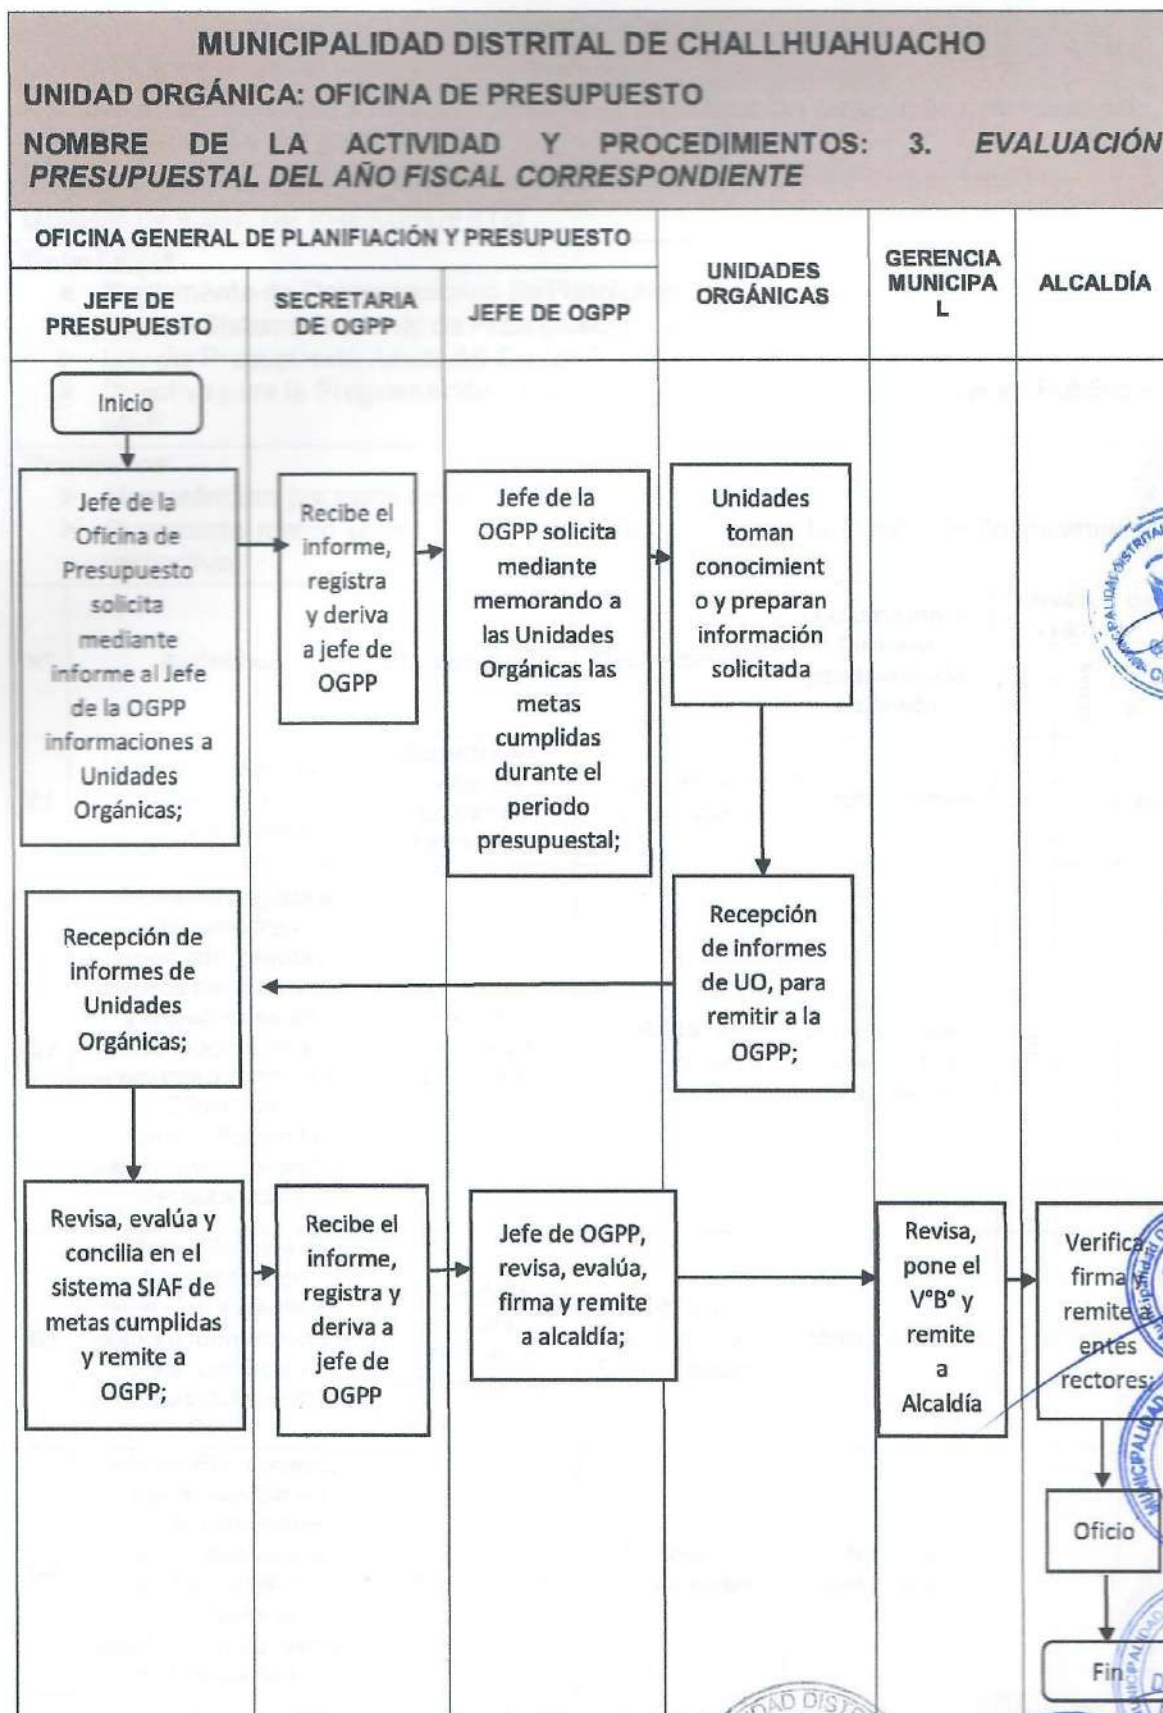 MUNICIPALIDAD DISTRITAL DE CHALLHUAHUACHO
UNIDAD ORGÁNICA: OFICINA DE PRESUPUESTO
NOMBRE DE LA ACTIVIDAD Y PROCEDIMIENTOS: 3. EVALUACIÓN
PRESUPUESTAL DEL AÑO FISCAL CORRESPONDIENTE
OFICINA GENERAL DE PLANIFIACIÓN Y PRESUPUESTO
JEFE DE
PRESUPUESTO
SECRETARIA
DE OGPP
JEFE DE OGPP
UNIDADES
ORGÁNICAS
GERENCIA
MUNICIPA
L
ALCALDÍA
Inicio
Jefe de la
Oficina de
Presupuesto
solicita
mediante
informe al Jefe
de la OGPP
informaciones a
Unidades
Orgánicas;
Recibe el
informe,
registra
y deriva
a jefe de
OGPP
Jefe de la
OGPP solicita
mediante
memorando a
las Unidades
Orgánicas las
metas
cumplidas
durante el
periodo
presupuestal;
Unidades
toman
conocimient
o y preparan
información
solicitada
Recepción
de informes
de UO, para
remitir a la
OGPP;
Recepción de
informes de
Unidades
Orgánicas;
Revisa, evalúa y
concilia en el
sistema SIAF de
metas cumplidas
y remite a
OGPP;
Recibe el
informe,
registra y
deriva a
jefe de
OGPP
Jefe de OGPP,
revisa, evalúa,
firma y remite
a alcaldía;
Revisa,
pone el
V°B° y
remite
a
Alcaldía
Verifica,
firma y
remite a
entes
rectores;
Oficio
Fin